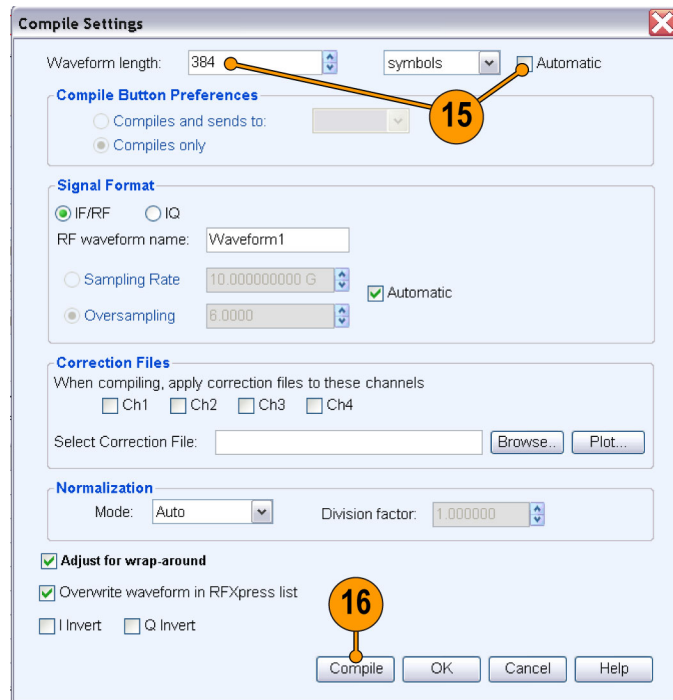 Compile Settings
Waveform length: 384 symbols Automatic
15
Compile Button Preferences
Compiles and sends to:
Compiles only
Signal Format
IF/RF IQ
RF waveform name: Waveform1
Sampling Rate 10.000000000 G
Automatic
Oversampling 6.0000
Correction Files
When compiling, apply correction files to these channels
Ch1 Ch2 Ch3 Ch4
Select Correction File: Browse.. Plot...
Normalization
Mode: Auto Division factor: 1.000000
Adjust for wrap-around
Overwrite waveform in RFXpress list
16
I Invert Q Invert
Compile OK Cancel Help